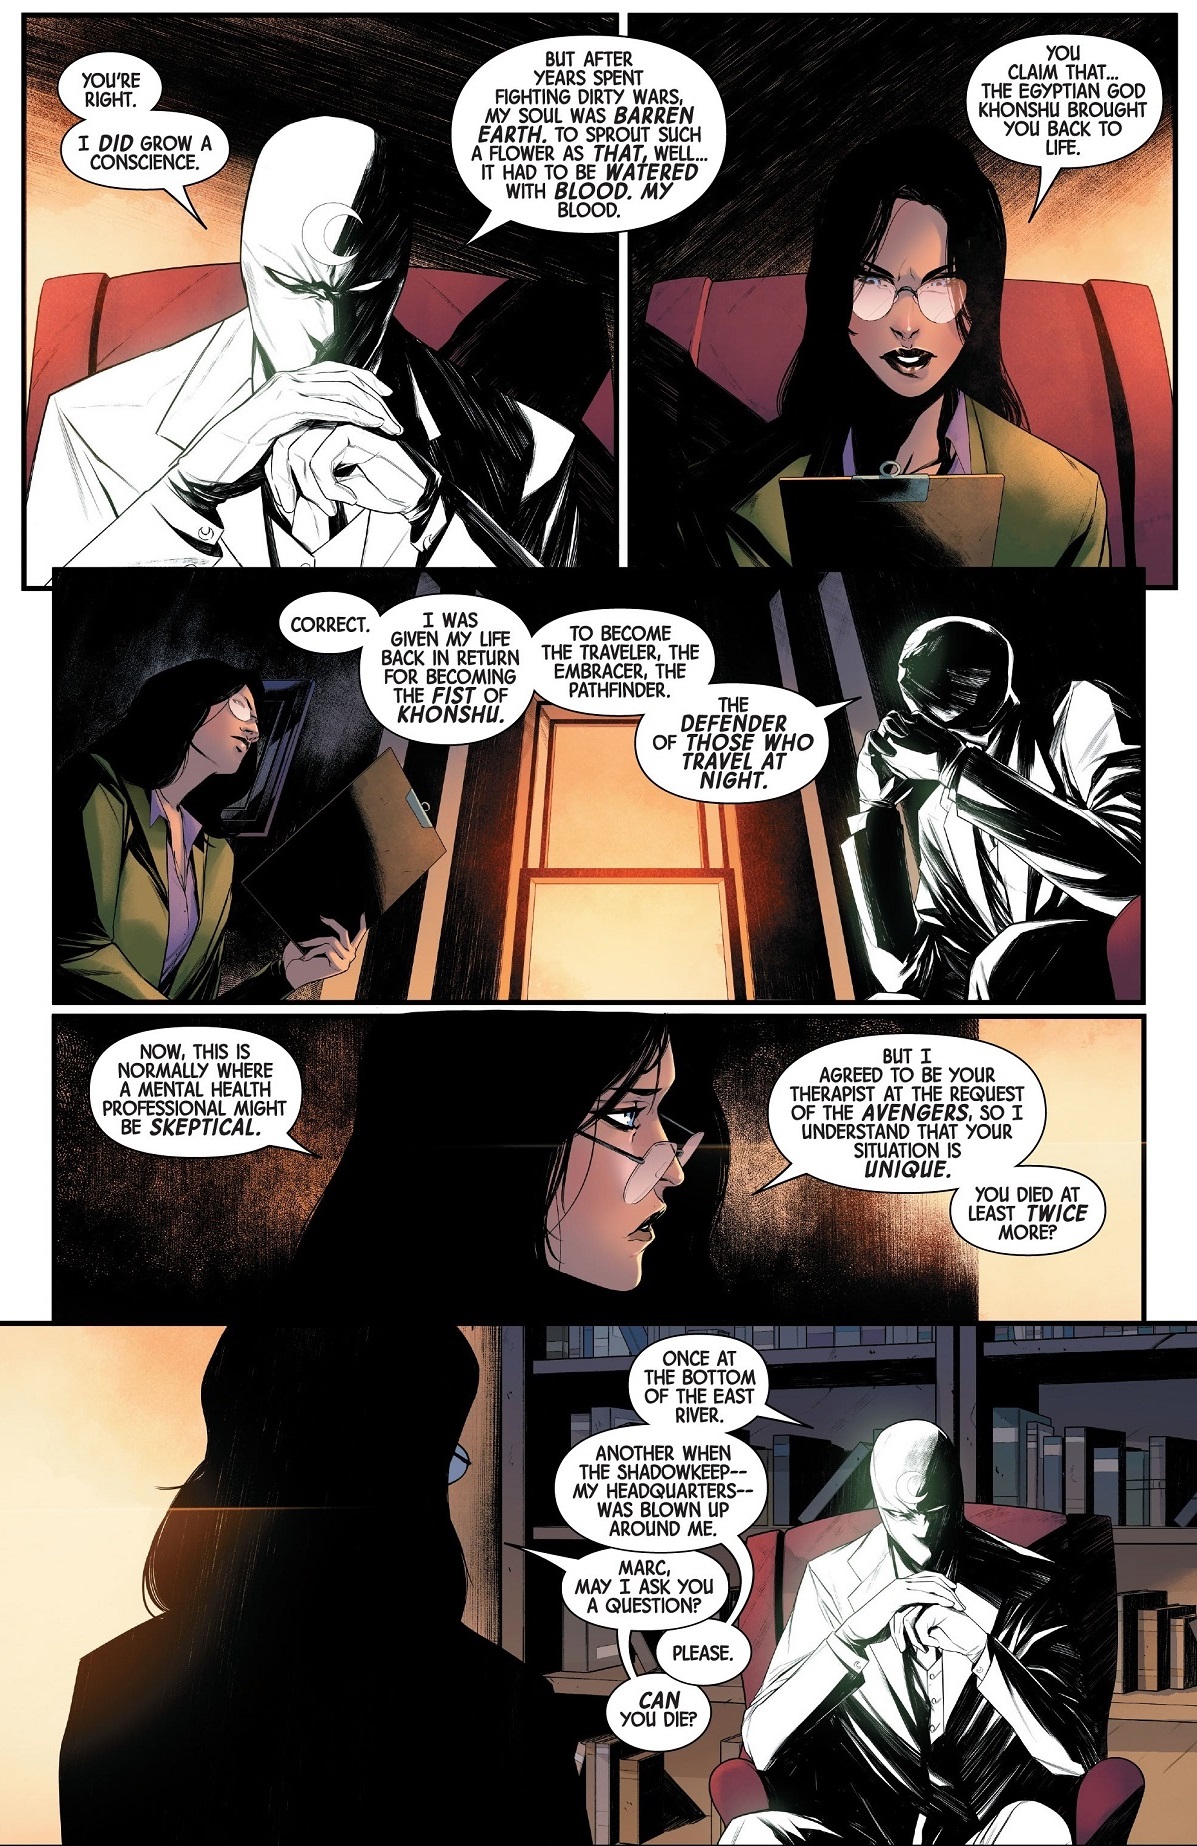 YOU'RE
RIGHT.
I DID GROW A
CONSCIENCE.
BUT AFTER
YEARS SPENT
FIGHTING DIRTY WARS,
MY SOUL WAS BARREN
EARTH. TO SPROUT SUCH
A FLOWER AS THAT, WELL...
IT HAD TO BE WATERED
WITH BLOOD. MY
BLOOD.
YOU
CLAIM THAT...
THE EGYPTIAN GOD
KHONSHU BROUGHT
YOU BACK TO
LIFE.
CORRECT.
I WAS
GIVEN MY LIFE
BACK IN RETURN
FOR BECOMING
THE FIST OF
KHONSHU.
TO BECOME
THE TRAVELER, THE
EMBRACER, THE
PATHFINDER.
THE
DEFENDER
OF THOSE WHO
TRAVEL AT
NIGHT.
NOW, THIS IS
NORMALLY WHERE
A MENTAL HEALTH
PROFESSIONAL MIGHT
BE SKEPTICAL.
BUT I
AGREED TO BE YOUR
THERAPIST AT THE REQUEST
OF THE AVENGERS, SO I
UNDERSTAND THAT YOUR
SITUATION IS
UNIQUE.
YOU DIED AT
LEAST TWICE
MORE?
ONCE AT
THE BOTTOM
OF THE EAST
RIVER.
ANOTHER WHEN
THE SHADOWKEEP--
MY HEADQUARTERS--
WAS BLOWN UP
AROUND ME.
MARC,
MAY I ASK YOU
A QUESTION?
PLEASE.
CAN
YOU DIE?